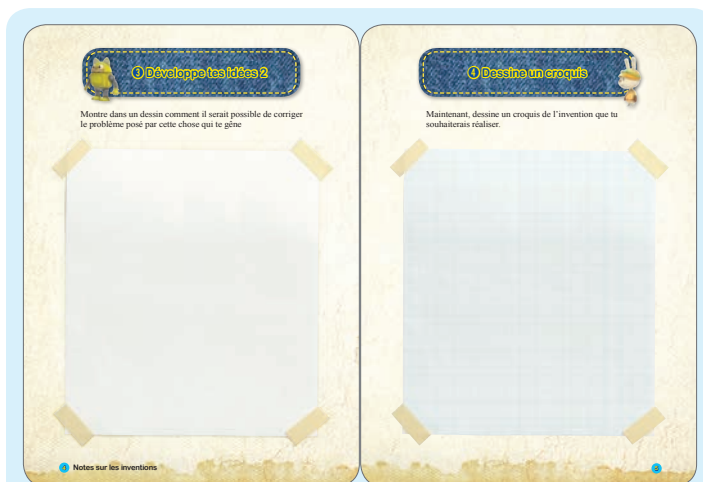 ③ Développe tes idées 2
Montre dans un dessin comment il serait possible de corriger
le problème posé par cette chose qui te gêne
Notes sur les inventions
④ Dessine un croquis
Maintenant, dessine un croquis de l'invention que tu
souhaiterais réaliser.